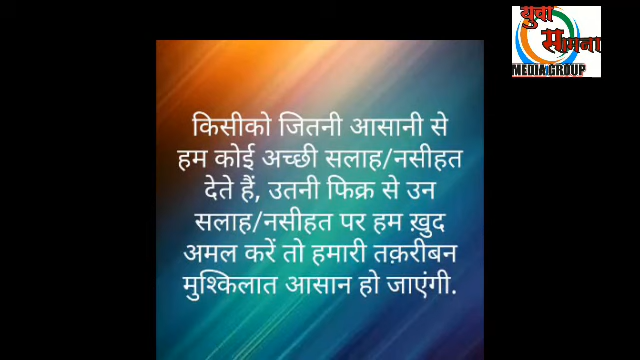 युवा
सामना
MEDIA GROUP
किसीको जितनी आसानी से
हम कोई अच्छी सलाह/नसीहत
देते हैं, उतनी फिक्र से उन
सलाह/नसीहत पर हम ख़ुद
अमल करें तो हमारी तक़रीबन
मुश्किलात आसान हो जाएंगी.